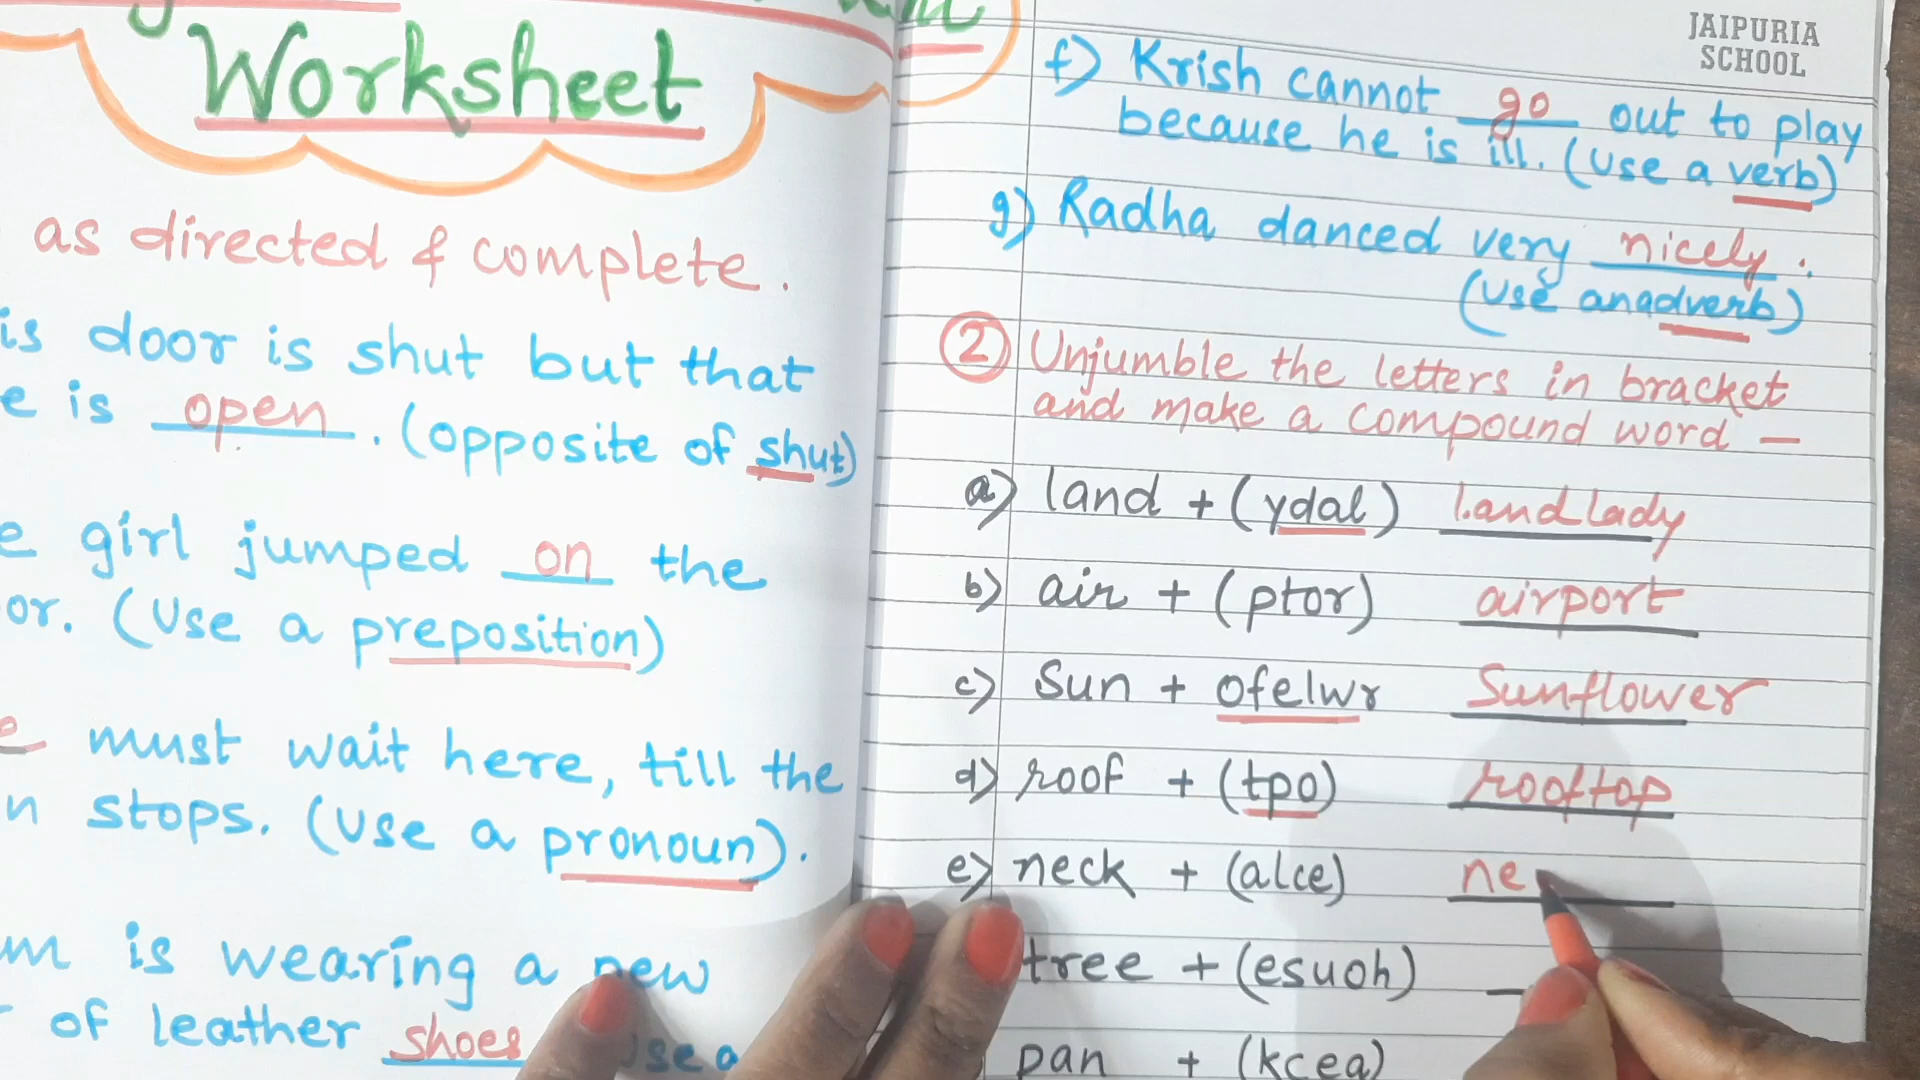 Worksheet
as directed & complete.
is door is shut but that
e is open. (opposite of shut)
e girl jumped on the
or. (Use a preposition)
e must wait here, till the
n stops. (Use a pronoun).
m is wearing a new
of leather shoes use a
JAIPURIA
SCHOOL
f) Krish cannot go out to play
because he is ill. (Use a verb)
g) Radha danced very nicely.
(Use an adverb)
2 Unjumble the letters in bracket
and make a compound word —
a) land + (ydal) Landlady
b) air + (ptor) airport
c) Sun + ofelwr Sunflower
d) roof + (tpo) rooftop
e) neck + (alce) ne
tree + (esuoh)
pan + (kcea)